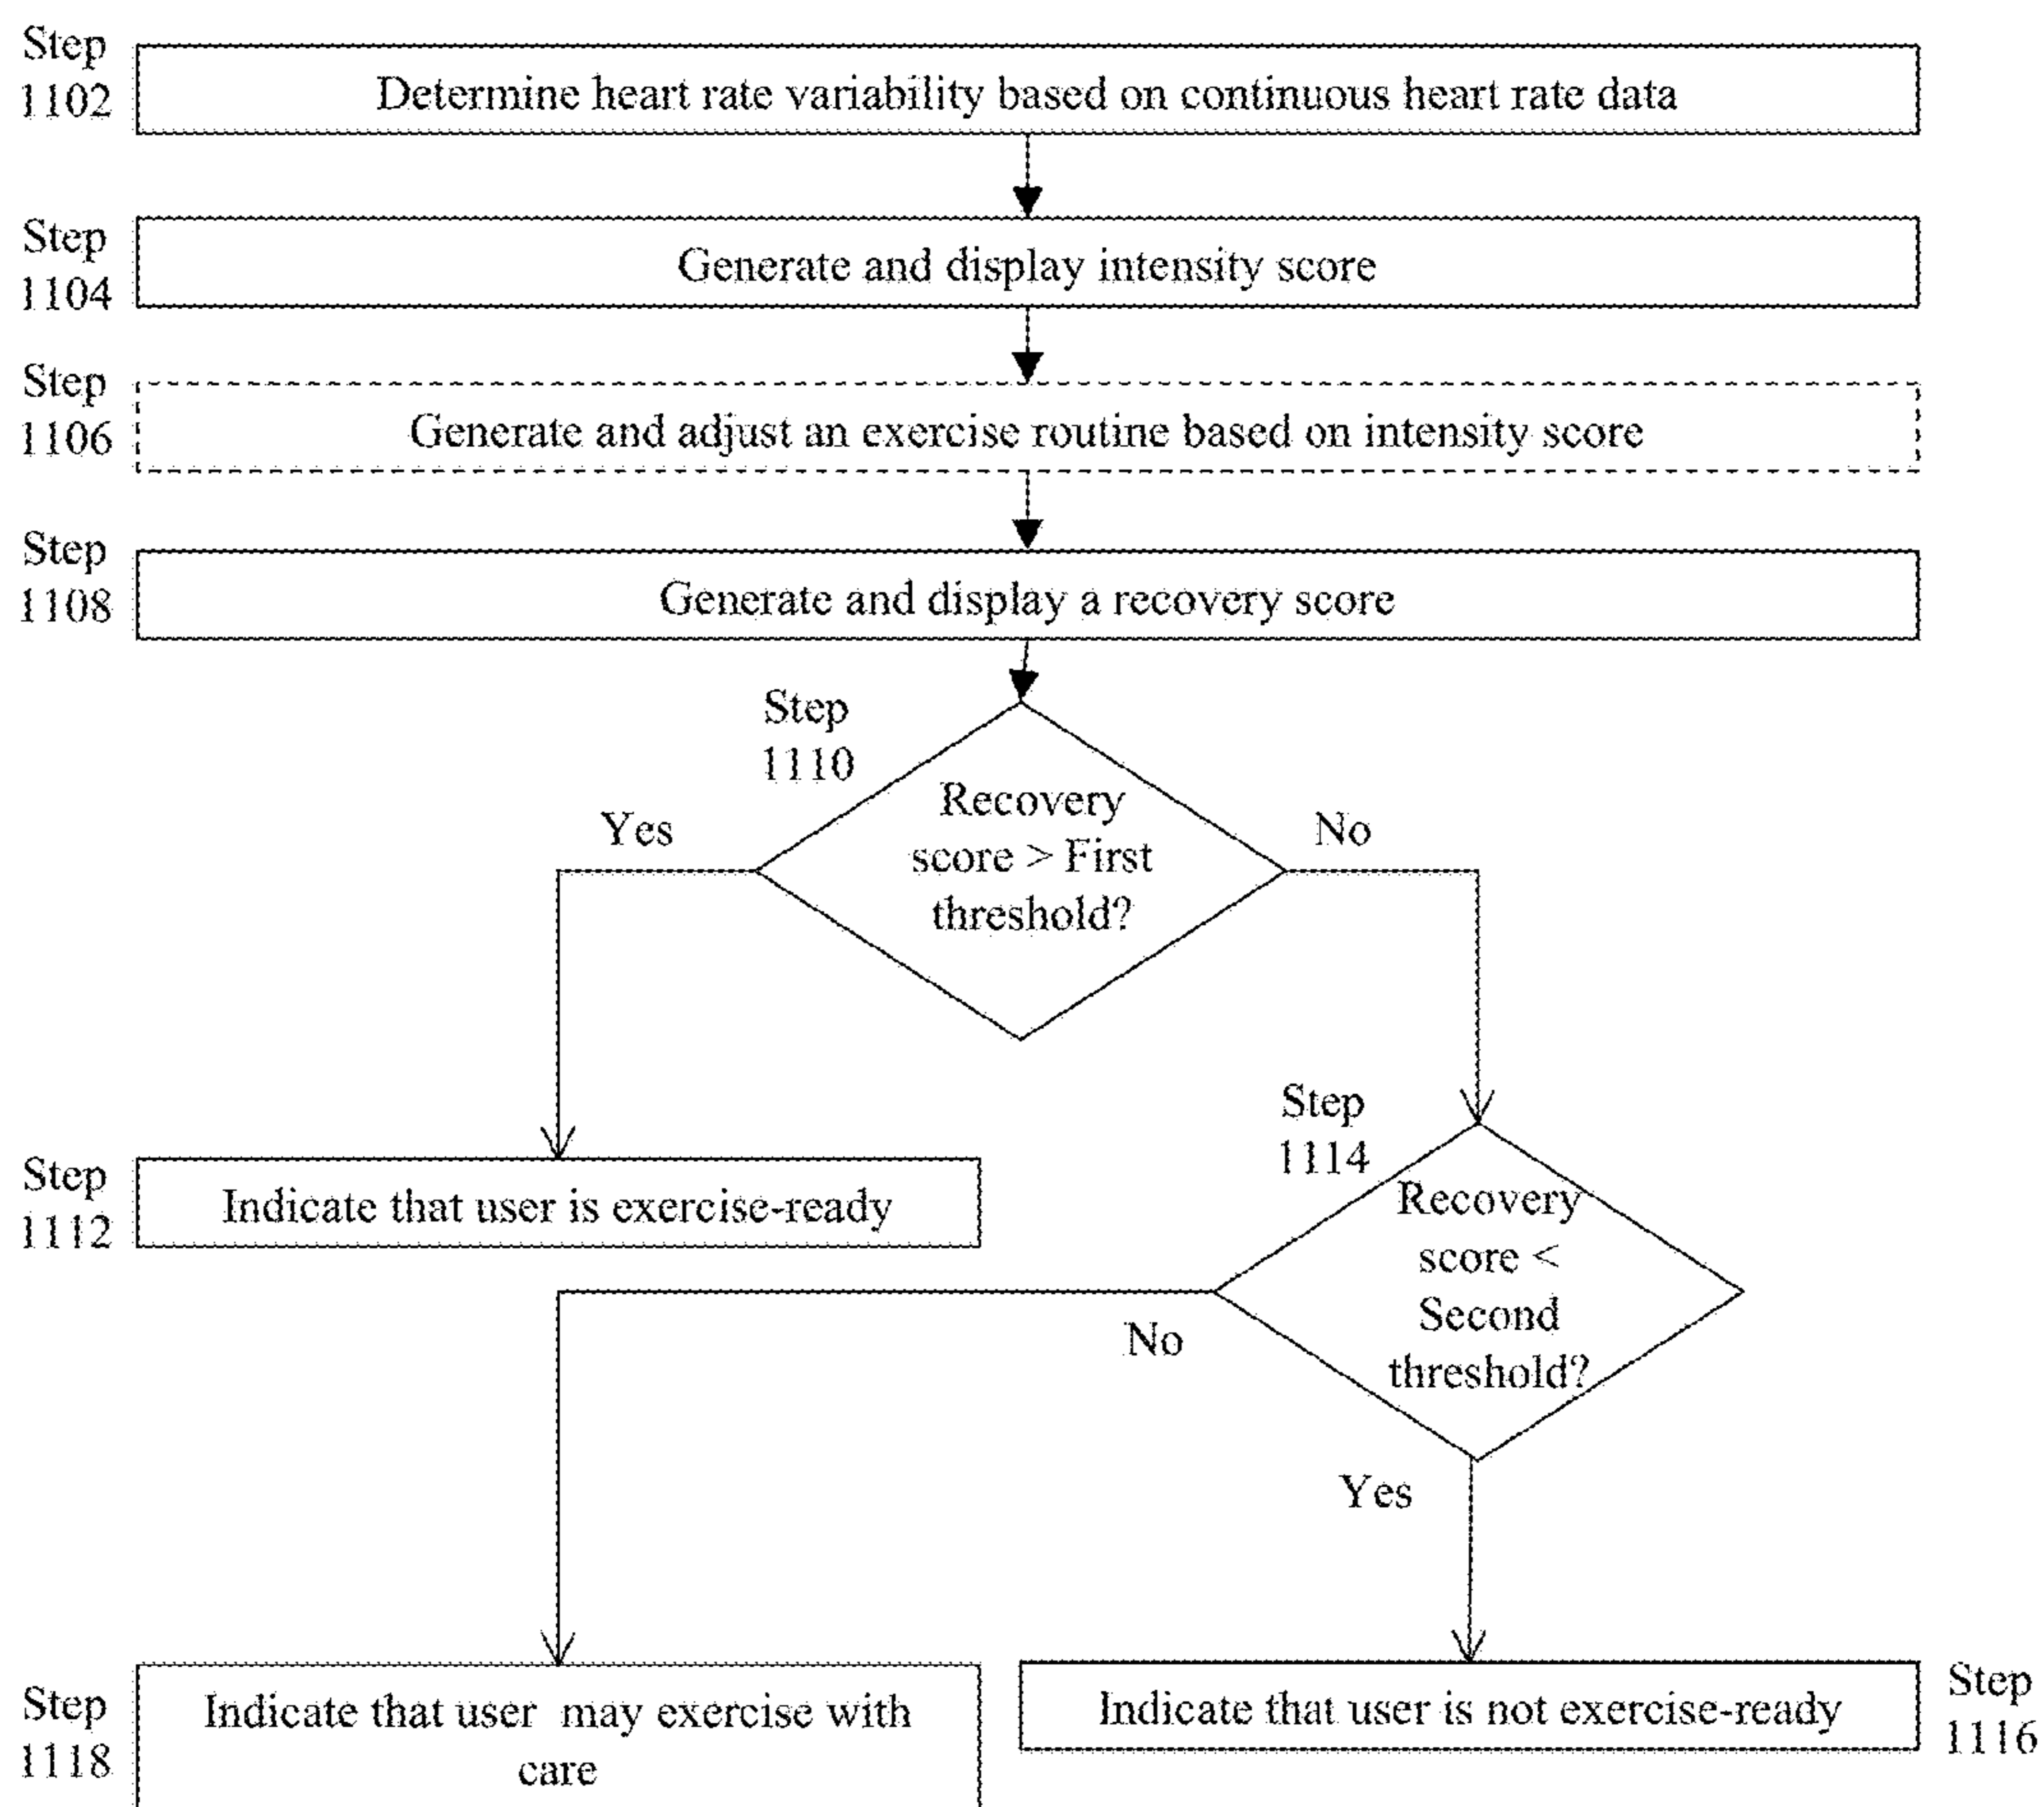 Step
1102
Determine heart rate variability based on continuous heart rate data
Step
1104
Generate and display intensity score
Step
1106
Generate and adjust an exercise routine based on intensity score
Step
1108
Generate and display a recovery score
Step
1110
Recovery
score > First
threshold?
Yes
No
Step
1112
Indicate that user is exercise-ready
Step
1114
Recovery
score <
Second
threshold?
No
Yes
Step
1118
Indicate that user may exercise with
care
Indicate that user is not exercise-ready
Step
1116